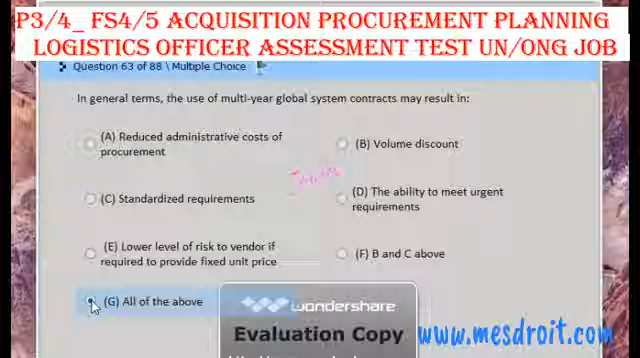 P3/4_ FS4/5 ACQUISITION PROCUREMENT PLANNING
LOGISTICS OFFICER ASSESSMENT TEST UN/ONG JOB
Question 63 of 88 \ Multiple Choice
In general terms, the use of multi-year global system contracts may result in:
(A) Reduced administrative costs of
procurement
(B) Volume discount
(C) Standardized requirements
(D) The ability to meet urgent
requirements
(E) Lower level of risk to vendor if
required to provide fixed unit price
(F) B and C above
(G) All of the above
wondershare
Evaluation Copy
www.mesdroit.com